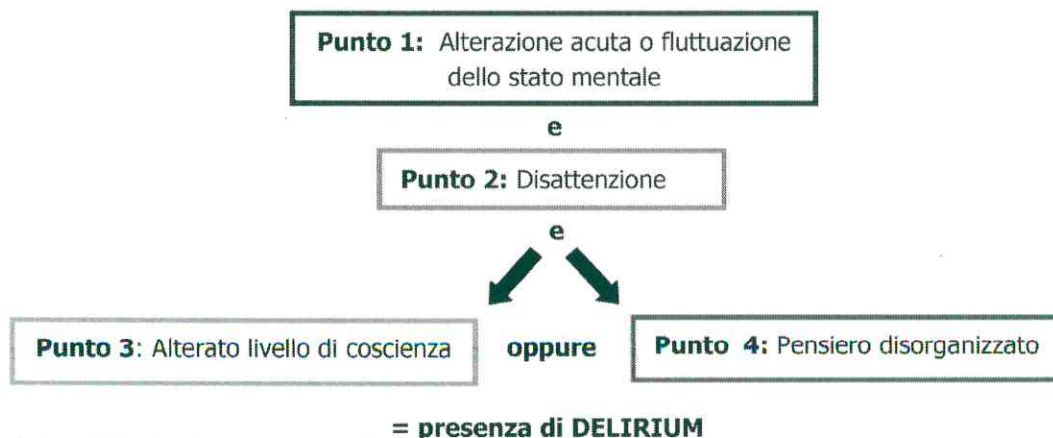 Punto 1: Alterazione acuta o fluttuazione
dello stato mentale
e
Punto 2: Disattenzione
e
Punto 3: Alterato livello di coscienza
oppure
Punto 4: Pensiero disorganizzato
= presenza di DELIRIUM